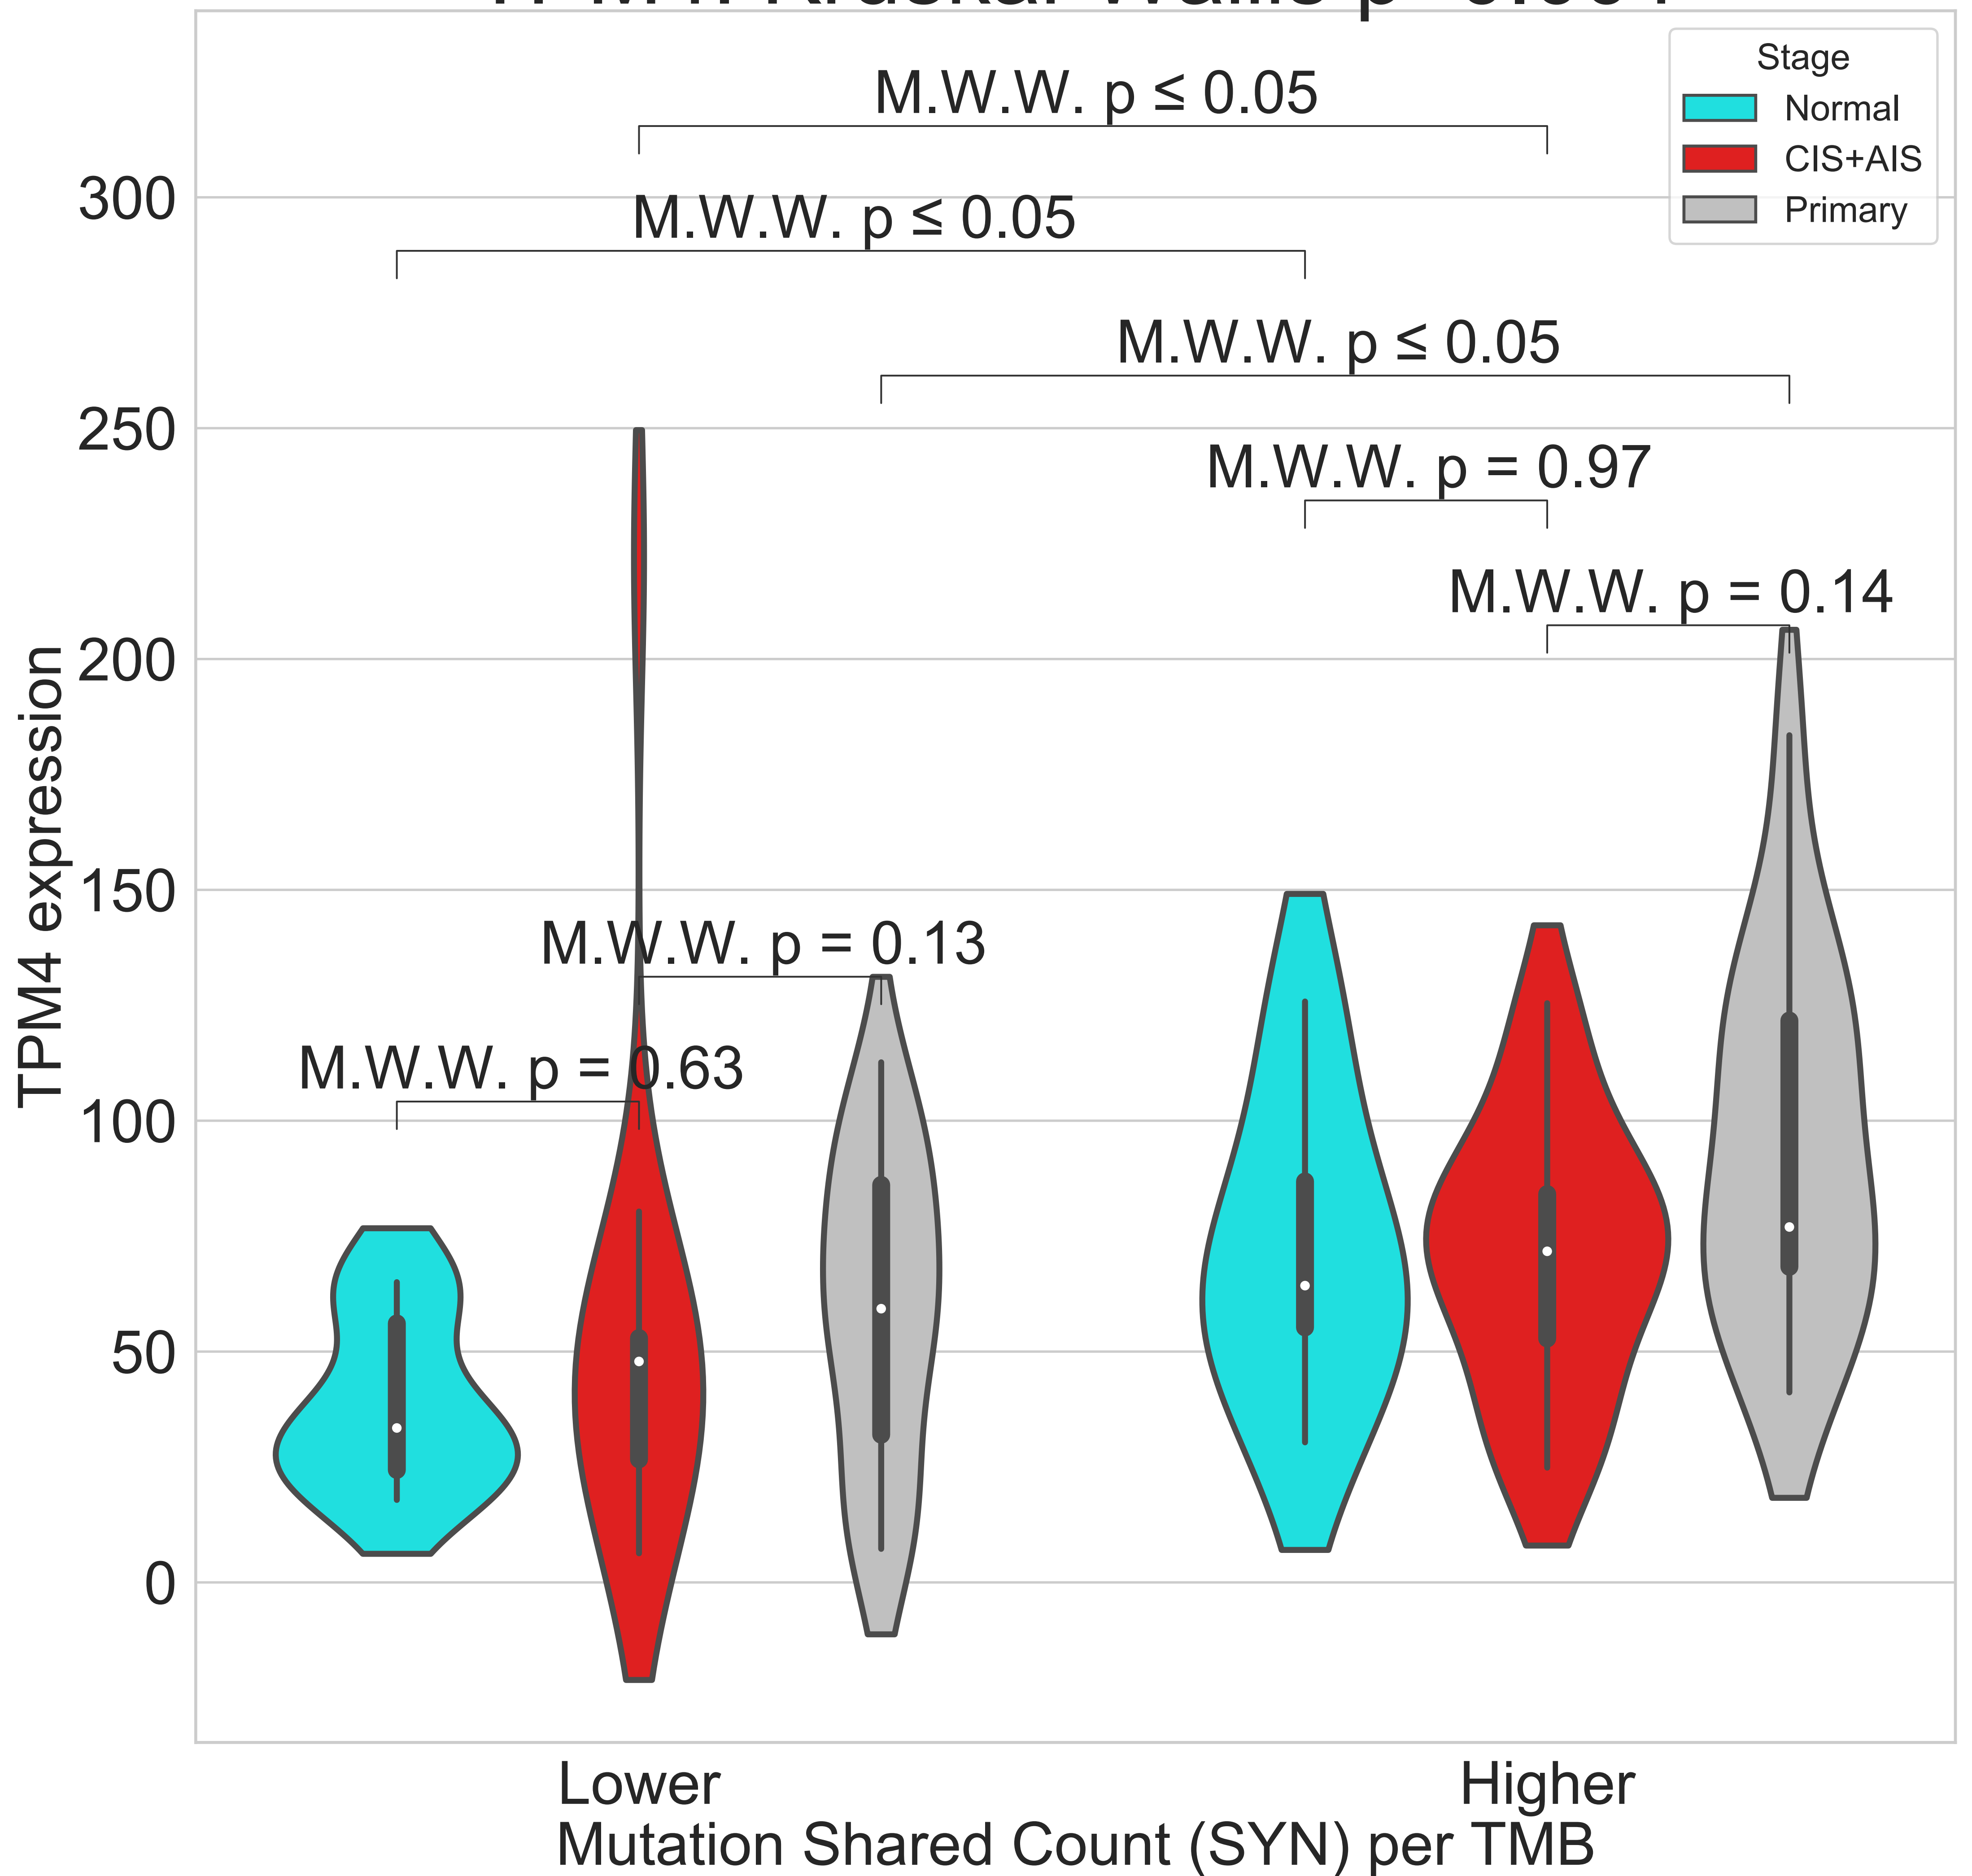 Stage
Normal
CIS+AIS
Primary
M.W.W. p ≤ 0.05
M.W.W. p ≤ 0.05
M.W.W. p ≤ 0.05
M.W.W. p = 0.97
M.W.W. p = 0.14
M.W.W. p = 0.13
M.W.W. p = 0.63
300
250
200
150
100
50
0
TPM4 expression
Lower
Higher
Mutation Shared Count (SYN) per TMB